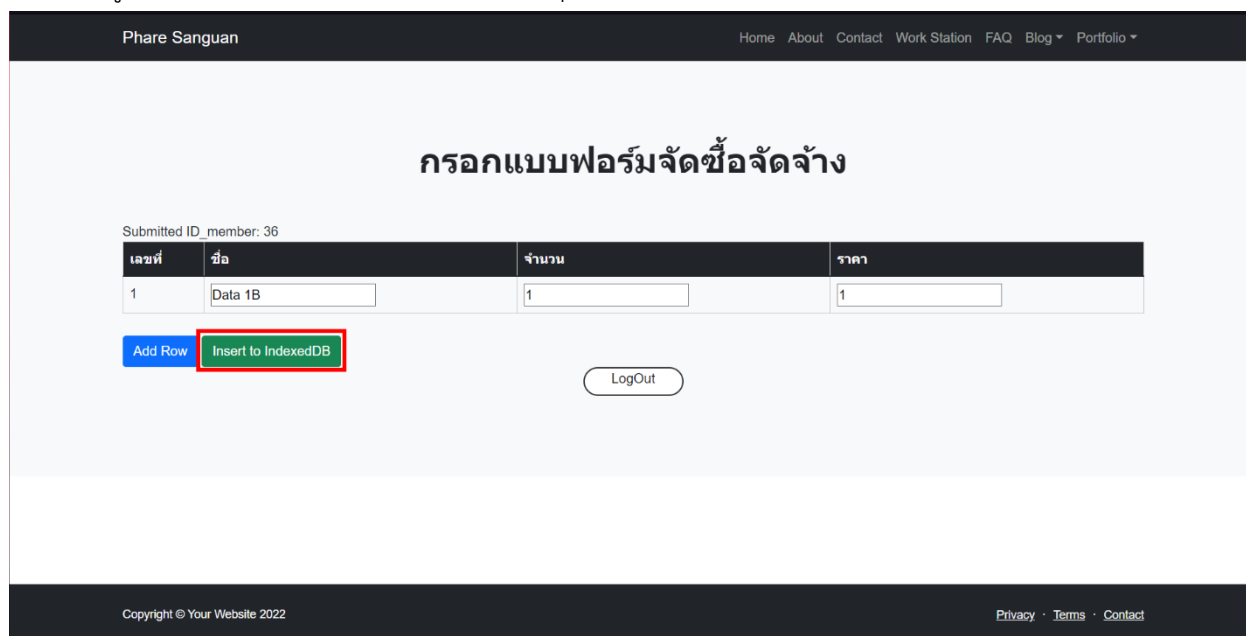 Phare Sanguan Home About Contact Work Station FAQ Blog Portfolio
กรอกแบบฟอร์มจัดซื้อจัดจ้าง
Submitted ID_member: 36
เลขที่ ชื่อ จำนวน ราคา
1 Data 1B 1 1
Add Row Insert to IndexedDB
LogOut
Copyright © Your Website 2022 Privacy · Terms · Contact